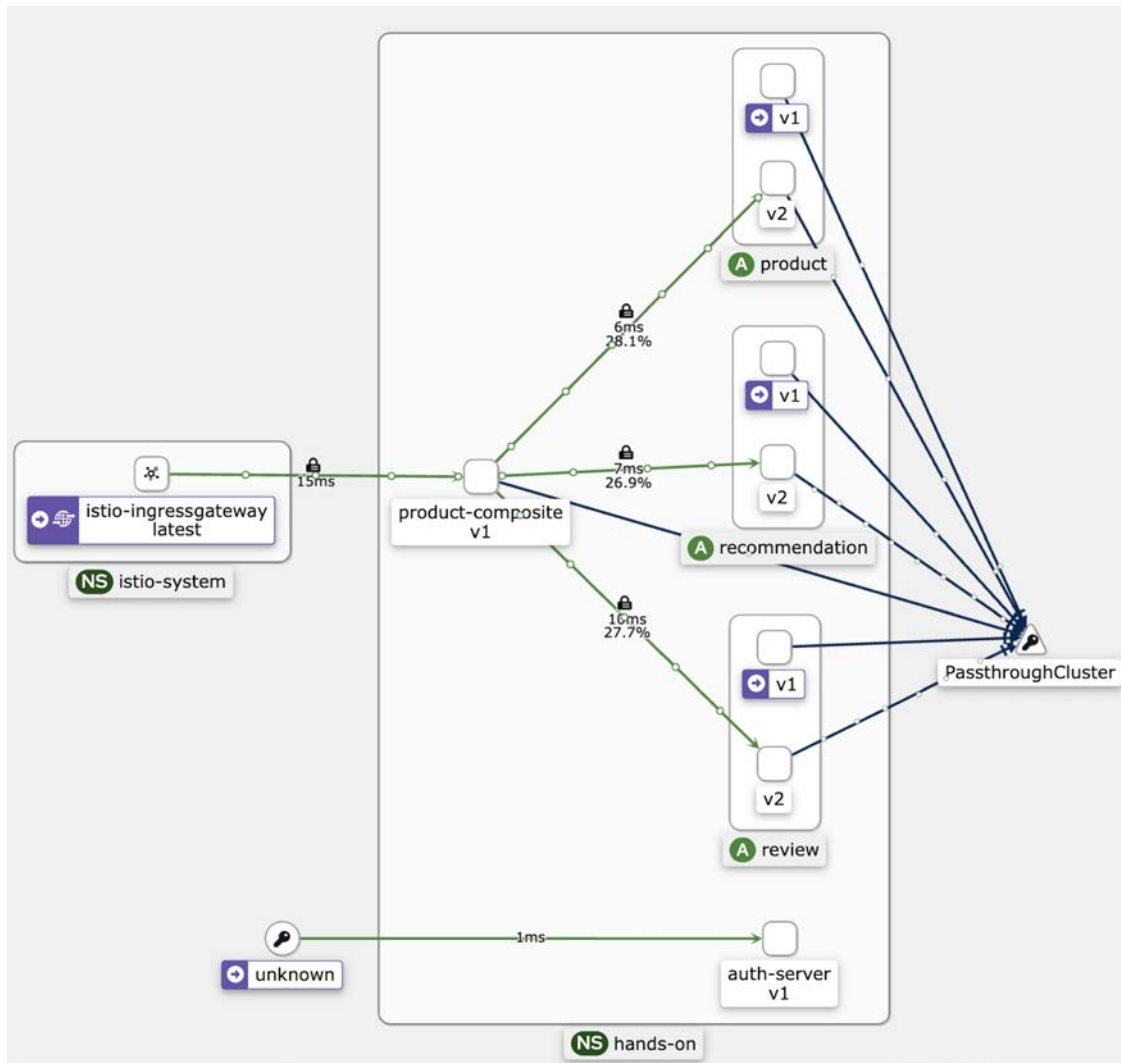 v1
v2
A product
6ms
28.1%
v1
7ms
26.9%
v2
A recommendation
15ms
istio-ingressgateway
latest
NS istio-system
product-composite
v1
10ms
27.7%
v1
PassthroughCluster
v2
A review
1ms
unknown
auth-server
v1
NS hands-on